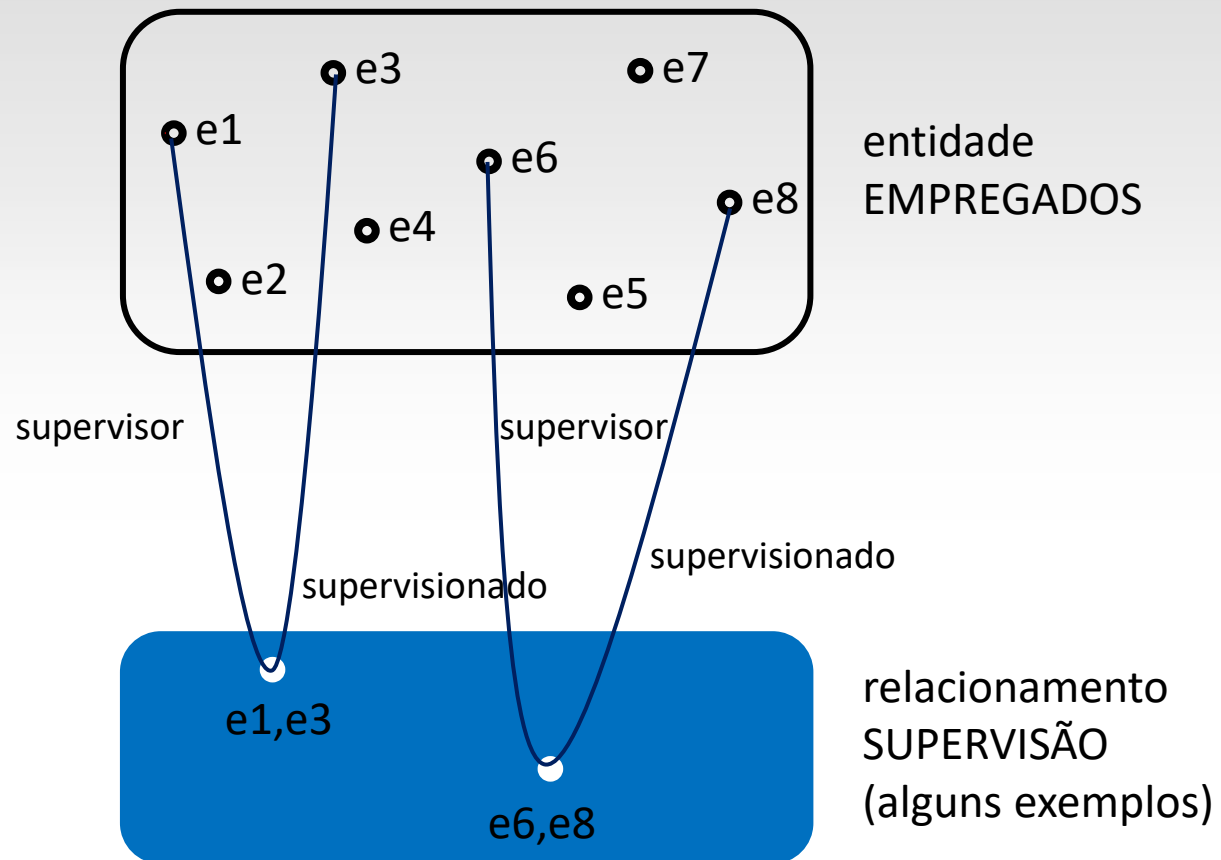 e3
e7
e1
e6
e8
e4
e2
e5
entidade
EMPREGADOS
supervisor
supervisor
supervisionado
supervisionado
e1,e3
e6,e8
relacionamento
SUPERVISÃO
(alguns exemplos)